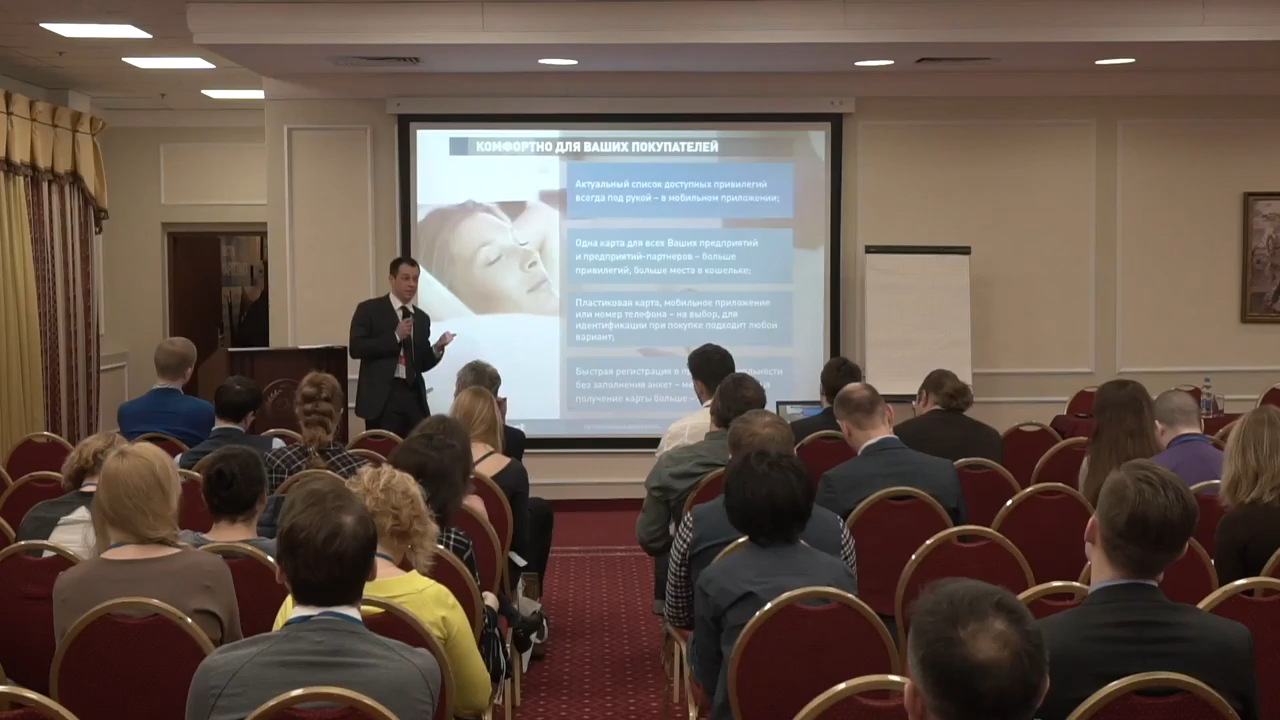 КОМФОРТНО ДЛЯ ВАШИХ ПОКУПАТЕЛЕЙ
Актуальный список доступных привилегий
всегда под рукой – в мобильном приложении;
Одна карта для всех Ваших предприятий
и предприятий-партнеров – больше
привилегий, больше места в кошельке;
Пластиковая карта, мобильное приложение
или номер телефона – на выбор, для
идентификации при покупке подходит любой
вариант;
Быстрая регистрация в
без заполнения анкет –
получение карты больше –